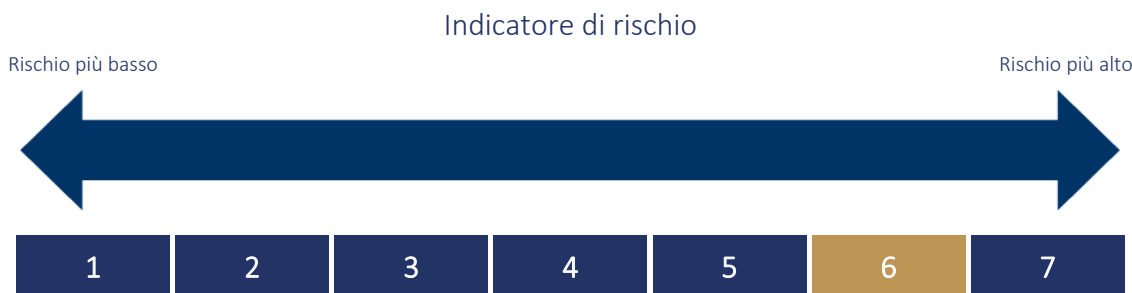 Indicatore di rischio
Rischio più basso Rischio più alto
1 2 3 4 5 6 7